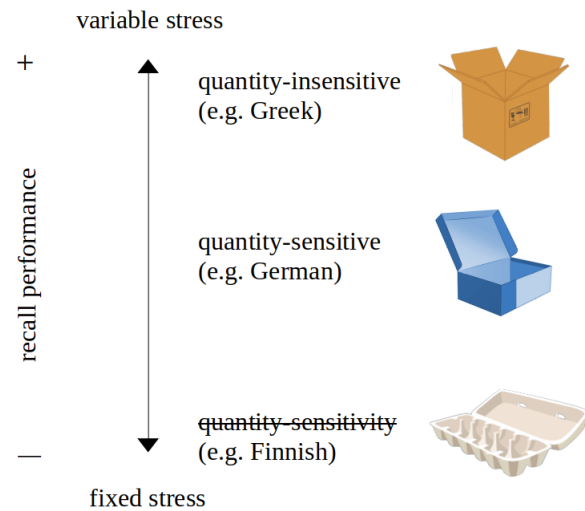 variable stress
+
quantity-insensitive
(e.g. Greek)
recall performance
quantity-sensitive
(e.g. German)
quantity-sensitivity
(e.g. Finnish)
—
fixed stress